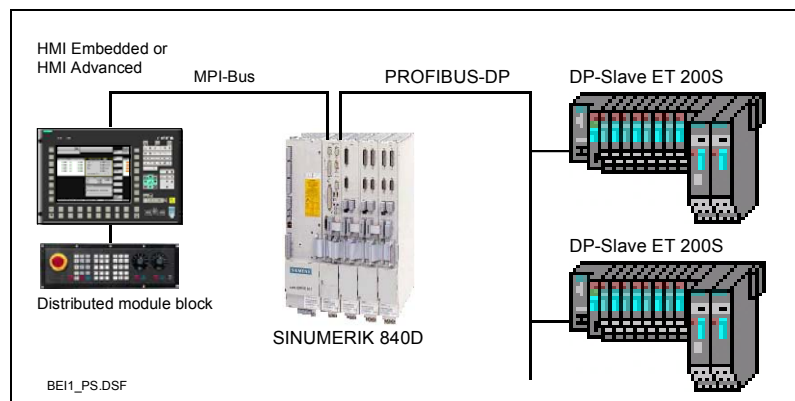 HMI Embedded or
HMI Advanced
MPI-Bus
PROFIBUS-DP
DP-Slave ET 200S
DP-Slave ET 200S
Distributed module block
SIEMENS
SINUMERIK 840D
BEI1_PS.DSF